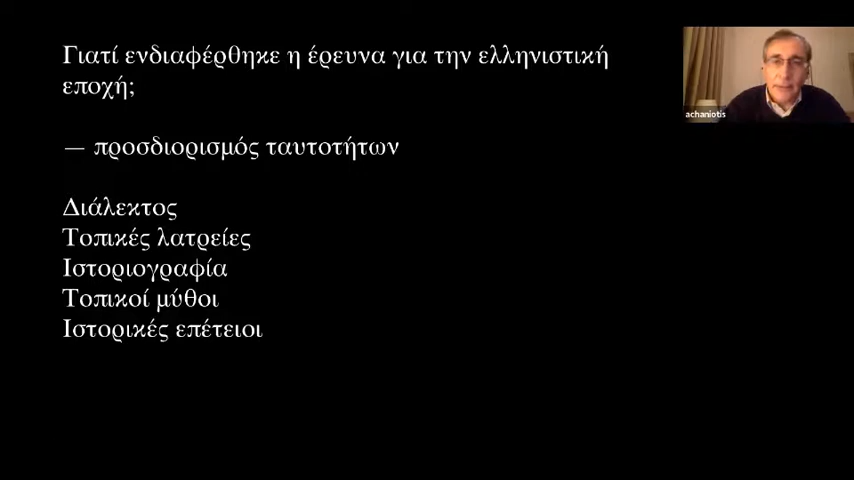 Γιατί ενδιαφέρθηκε η έρευνα για την ελληνιστική
εποχή;
— προσδιορισμός ταυτοτήτων
Διάλεκτος
Τοπικές λατρείες
Ιστοριογραφία
Τοπικοί μύθοι
Ιστορικές επέτειοι
achaniotis